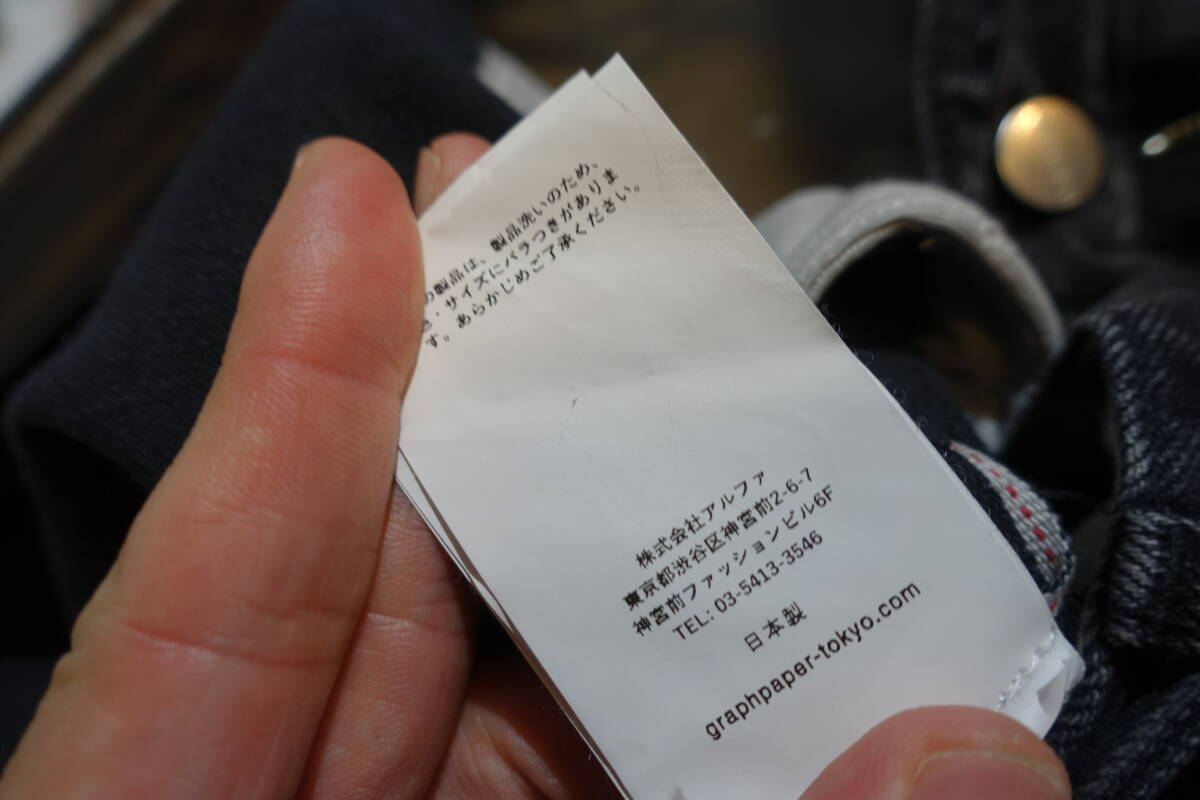 の製品は、製品洗いのため、
色・サイズにバラつきがありま
す。あらかじめご了承ください。
株式会社アルファ
東京都渋谷区神宮前2-6-7
神宮前ファッションビル6F
TEL: 03-5413-3546
日本製
graphpaper-tokyo.com